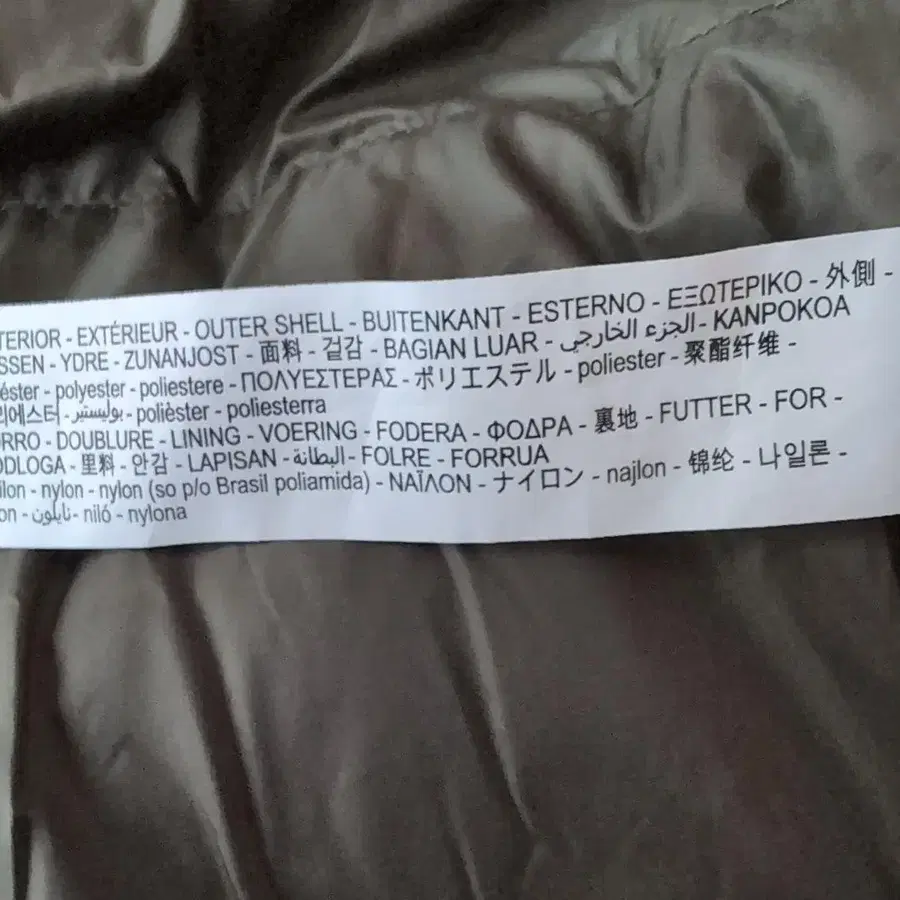 TERIOR - EXTÉRIEUR - OUTER SHELL - BUITENKANT - ESTERNO - ΕΞΩΤΕΡΙΚΟ - 外側 -
SSEN - YDRE - ZUNANJOST - 面料 - 겉감 - BAGIAN LUAR - الجزء الخارجي - KANPOKOA
éster - polyester - poliestere - ΠΟΛΥΕΣΤΕΡΑΣ - ポリエステル - poliester - 聚酯纤维 -
리에스터 - بوليستير - polièster - poliesterra
ORRO - DOUBLURE - LINING - VOERING - FODERA - ΦΟΔΡΑ - 裏地 - FUTTER - FOR -
ODLOGA - 里料 - 안감 - LAPISAN - البطانة - FOLRE - FORRUA
ilon - nylon - nylon (so p/o Brasil poliamida) - ΝΑΪΛΟΝ - ナイロン - najlon - 锦纶 - 나일론 -
on - نايلون - niló - nylona